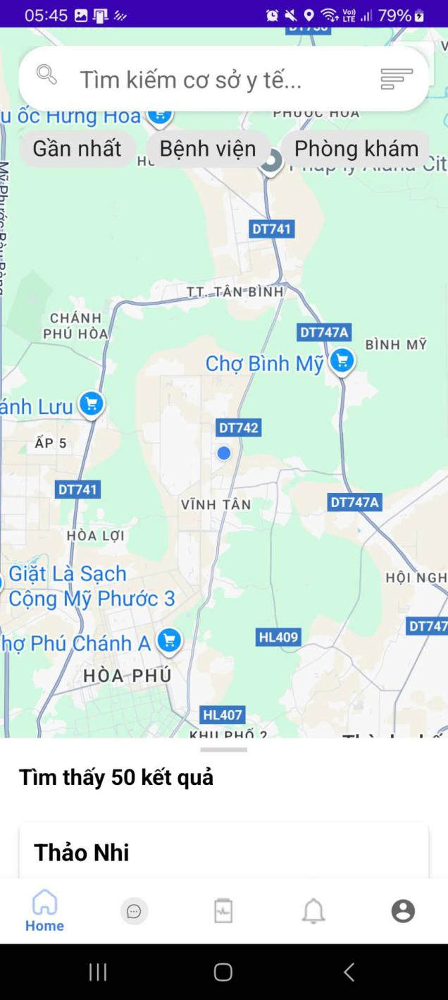 05:45
Vo))
LTE
79%
Tìm kiếm cơ sở y tế...
ốc Hưng Hòa
PHƯỚC HÒA
Gần nhất
Bệnh viện
Phòng khám
DT741
TT. TÂN BÌNH
CHÁNH
PHÚ HÒA
DT747A
BÌNH MỸ
Chợ Bình Mỹ
ánh Lưu
DT742
ẤP 5
DT741
VĨNH TÂN
DT747A
HÒA LỢI
Giặt Là Sạch
Cộng Mỹ Phước 3
HỘI NGH
DT747
HL409
hợ Phú Chánh A
HÒA PHÚ
HL407
KHU PHỐ 2
Tìm thấy 50 kết quả
Thảo Nhi
Home